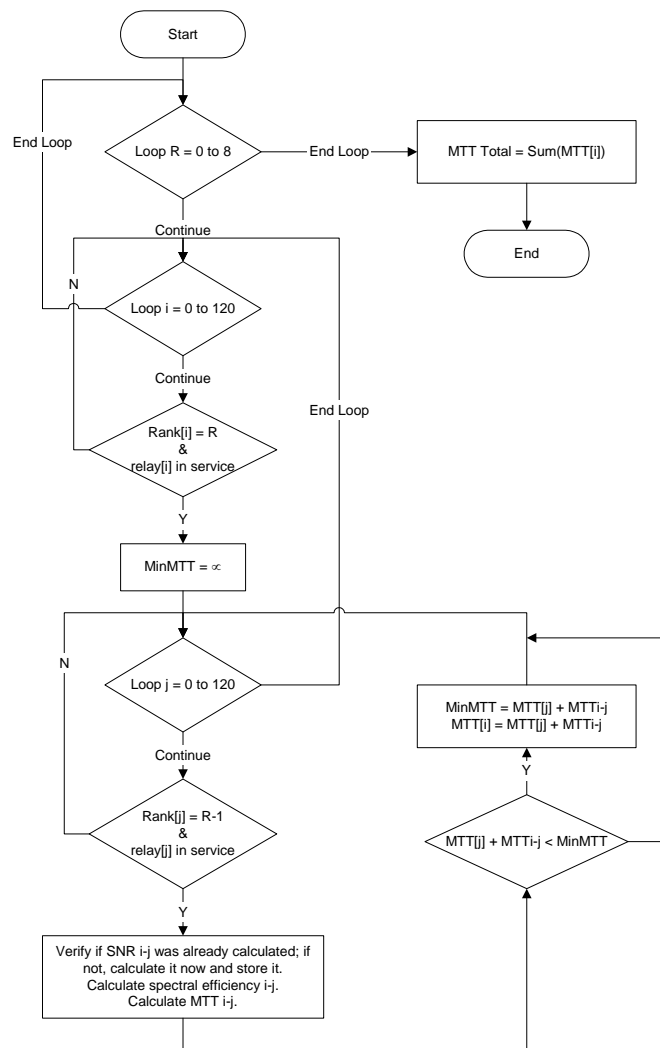 Start
End Loop
Loop R = 0 to 8
End Loop
MTT Total = Sum(MTT[i])
End
Continue
N
Loop i = 0 to 120
Continue
End Loop
Rank[i] = R
&
relay[i] in service
Y
MinMTT = ∝
N
Loop j = 0 to 120
Continue
MinMTT = MTT[j] + MTTi-j
MTT[i] = MTT[j] + MTTi-j
Y
Rank[j] = R-1
&
relay[j] in service
MTT[j] + MTTi-j < MinMTT
Y
Verify if SNR i-j was already calculated; if
not, calculate it now and store it.
Calculate spectral efficiency i-j.
Calculate MTT i-j.